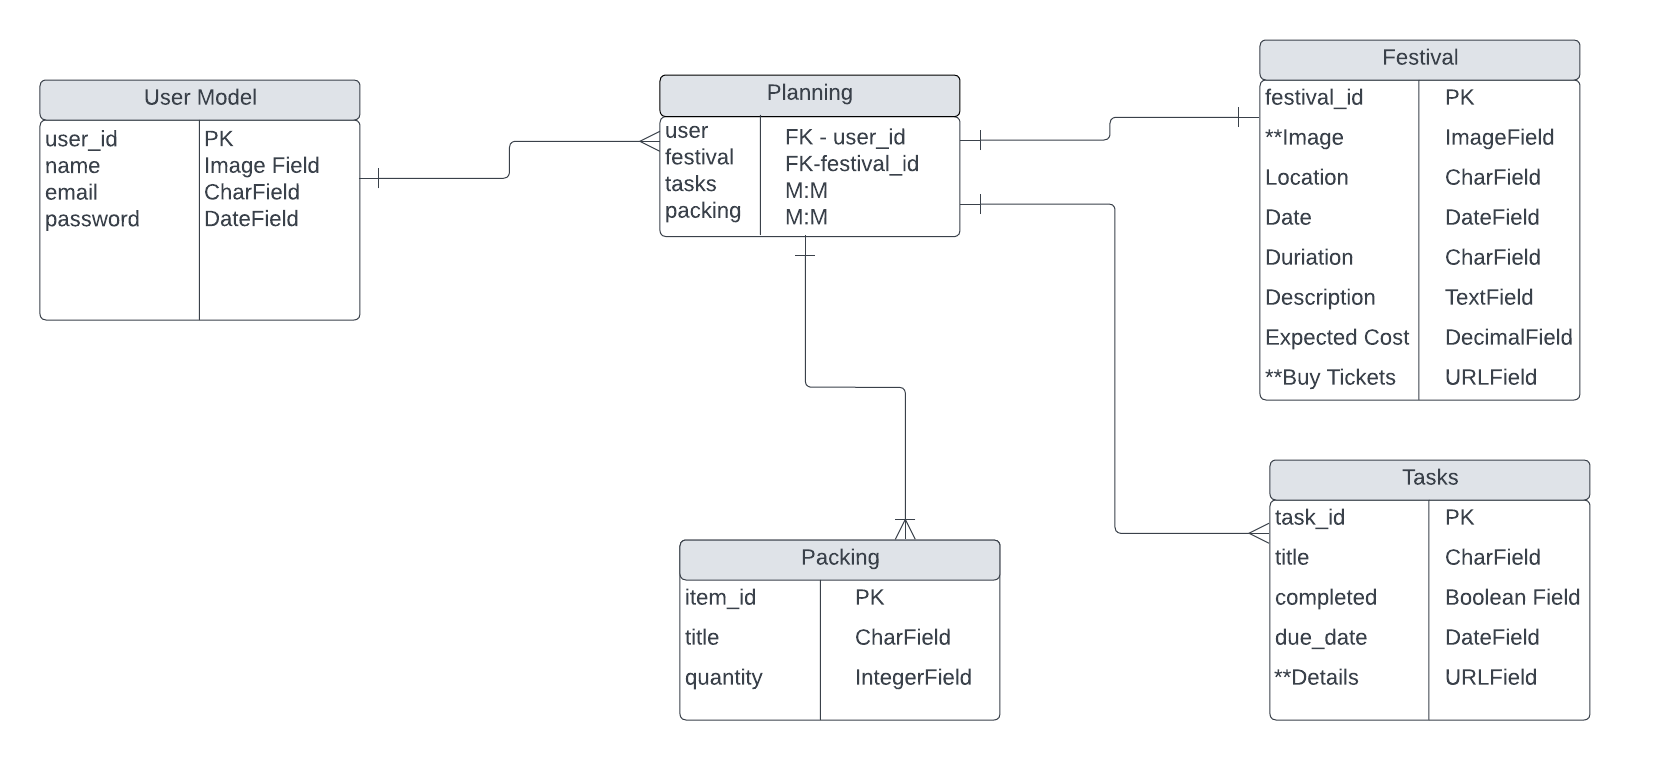 User Model
user_id PK
name Image Field
email CharField
password DateField
Planning
user FK - user_id
festival FK-festival_id
tasks M:M
packing M:M
Festival
festival_id PK
**Image ImageField
Location CharField
Date DateField
Duriation CharField
Description TextField
Expected Cost DecimalField
**Buy Tickets URLField
Packing
item_id PK
title CharField
quantity IntegerField
Tasks
task_id PK
title CharField
completed Boolean Field
due_date DateField
**Details URLField